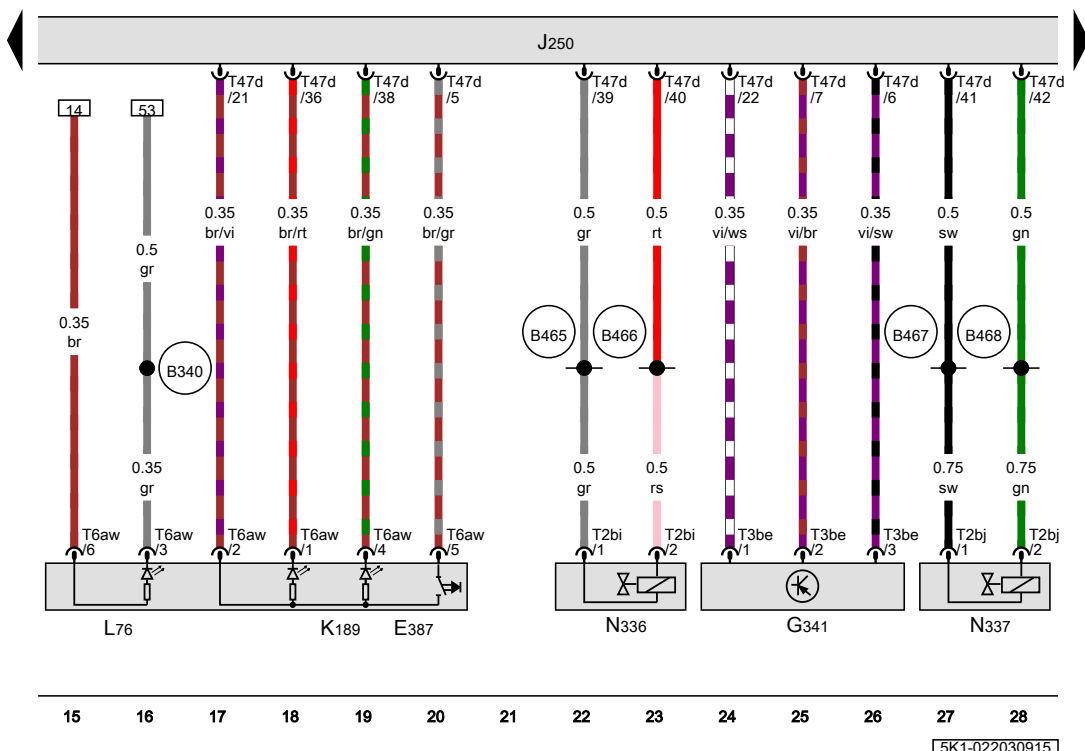 J250
T47d T47d T47d T47d T47d T47d T47d T47d T47d T47d T47d
/21 /36 /38 /5 /39 /40 /22 /7 /6 /41 /42
14 53
0.35 0.35 0.35 0.35 0.5 0.5 0.35 0.35 0.35 0.5 0.5
br/vi br/rt br/gn br/gr gr rt vi/ws vi/br vi/sw sw gn
0.5
gr
0.35
br
B465 B466 B467 B468
B340
0.35 0.5 0.5 0.75 0.75
gr gr rs sw gn
T6aw T6aw T6aw T6aw T6aw T6aw T2bi T2bi T3be T3be T3be T2bj T2bj
/6 /3 /2 /1 /4 /5 /1 /2 /1 /2 /3 /1 /2
L76 K189 E387 N336 G341 N337
15 16 17 18 19 20 21 22 23 24 25 26 27 28
5K1-022030915